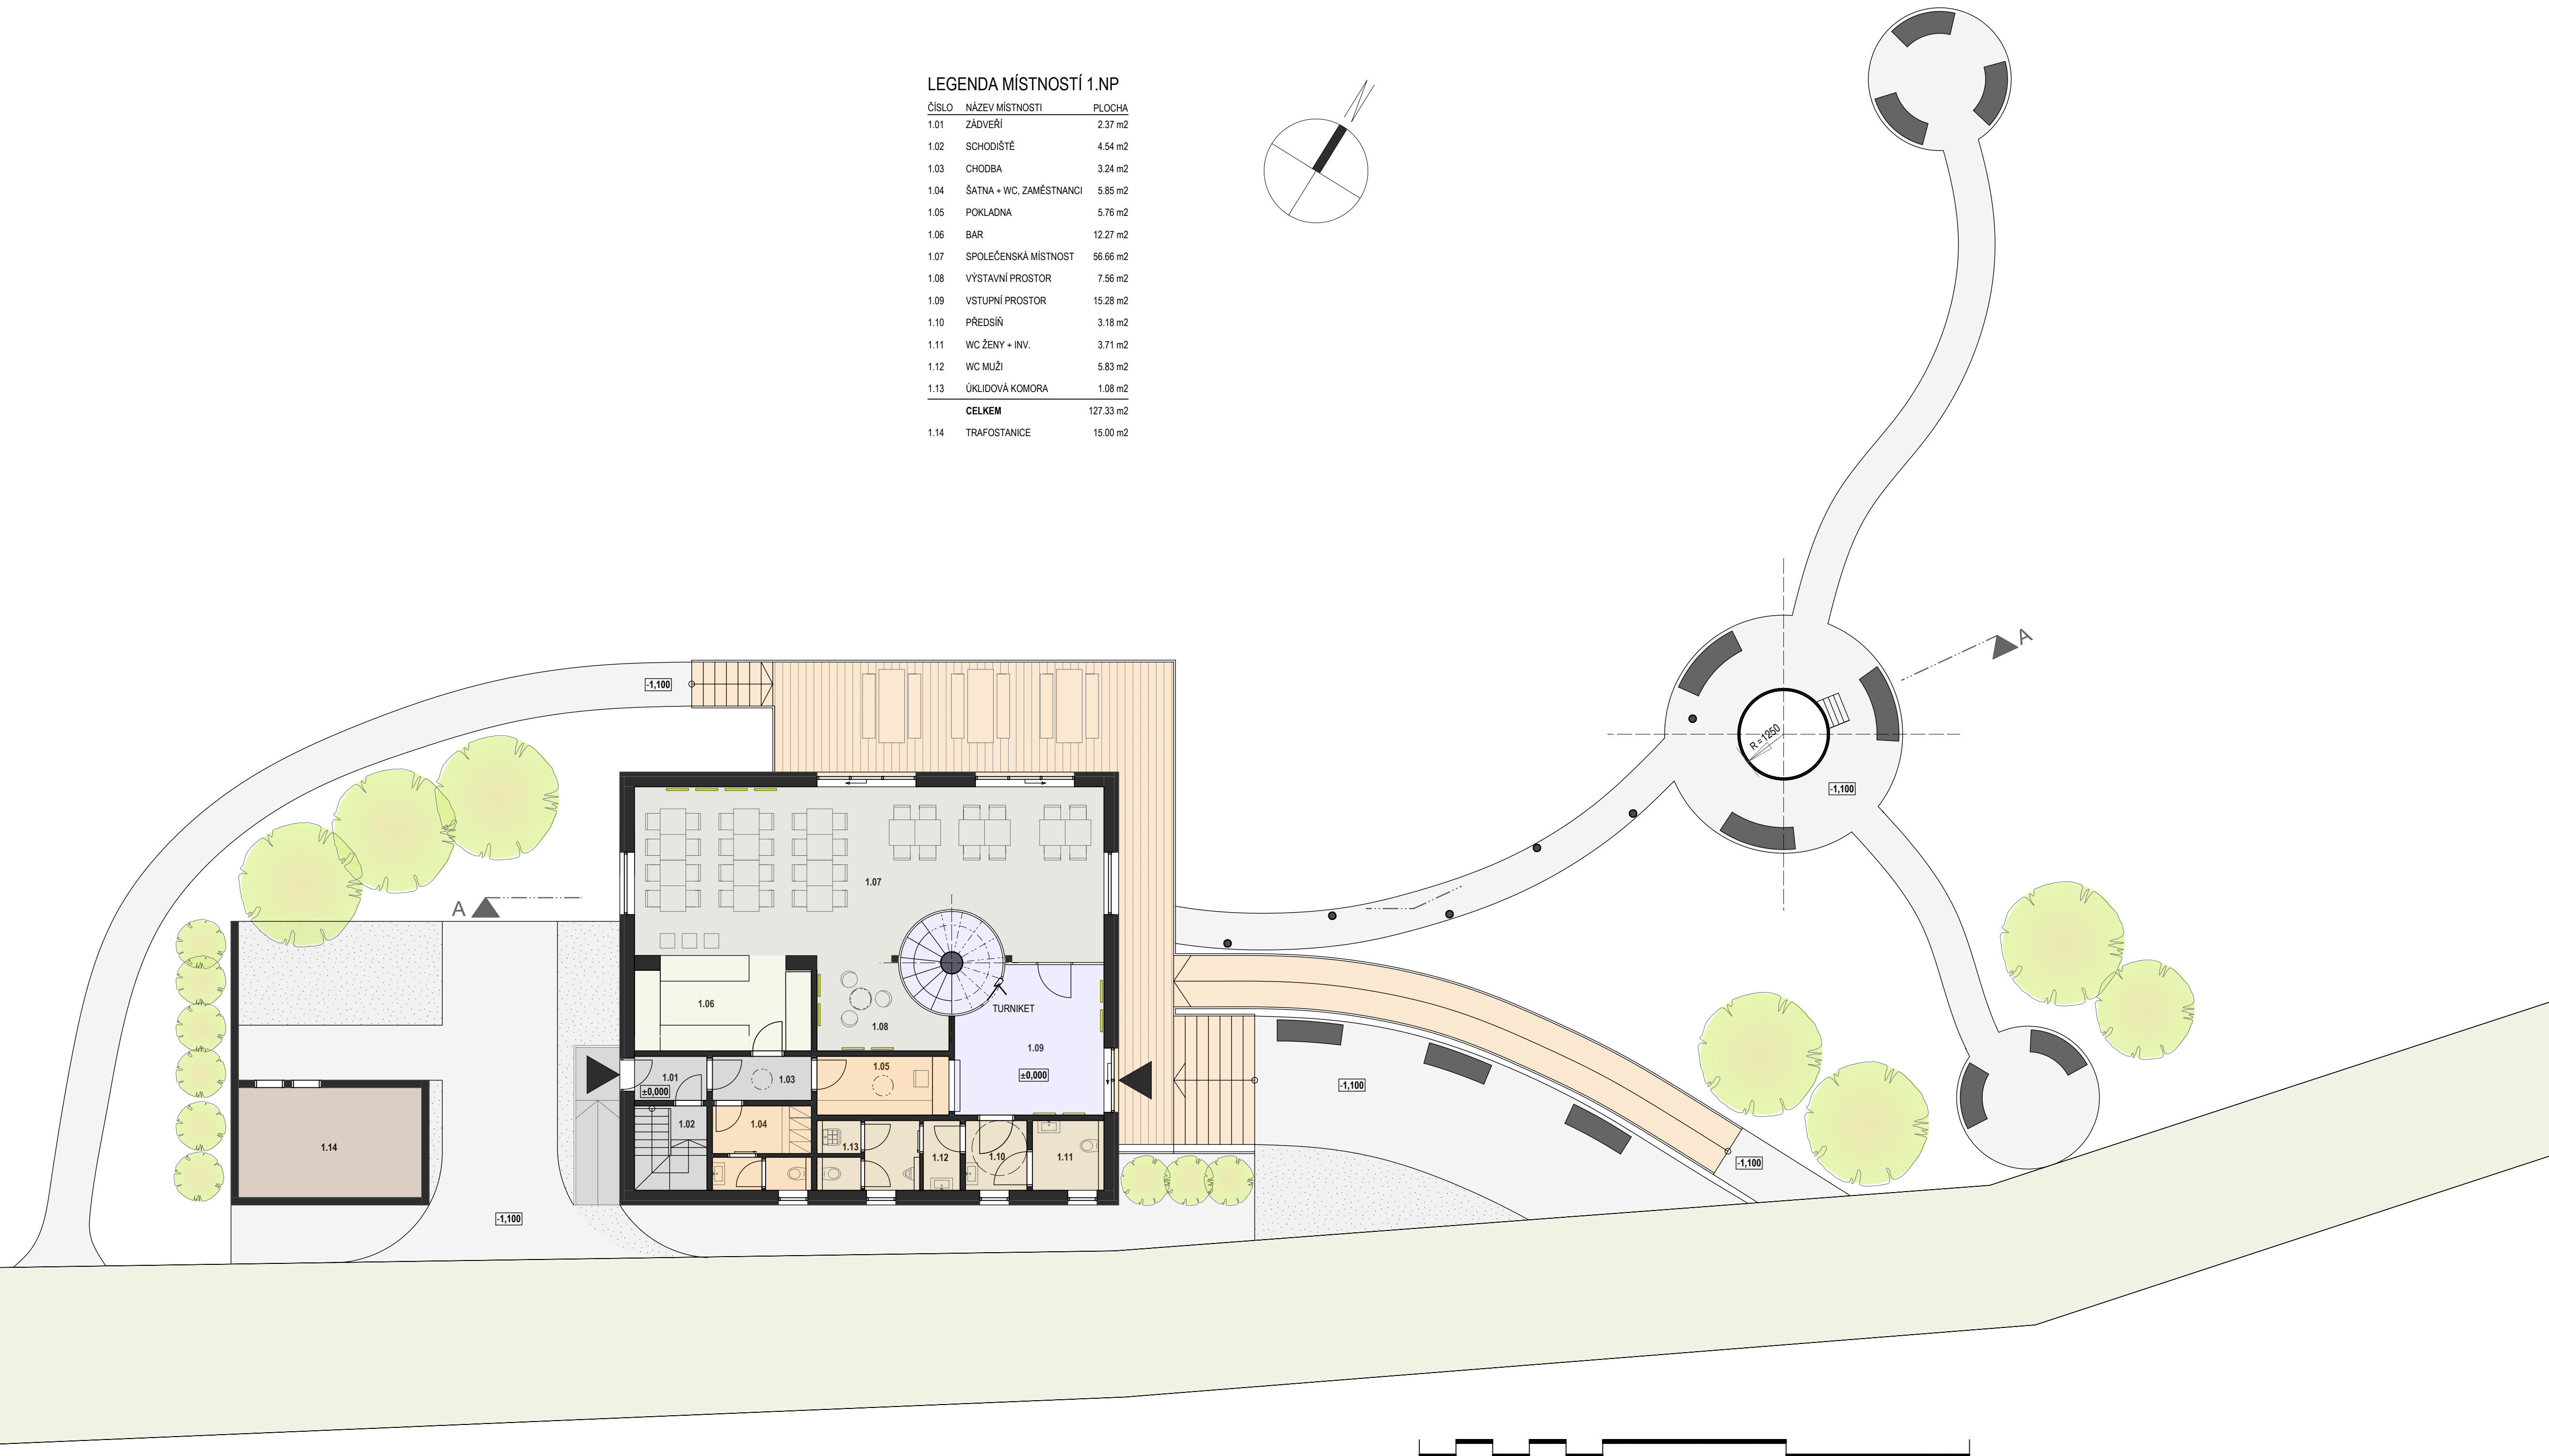 LEGENDA MÍSTNOSTÍ 1.NP
ČÍSLO NÁZEV MÍSTNOSTI PLOCHA
1.01 ZÁDVEŘÍ 2.37 m2
1.02 SCHODIŠTĚ 4.54 m2
1.03 CHODBA 3.24 m2
1.04 ŠATNA + WC, ZAMĚSTNANCI 5.85 m2
1.05 POKLADNA 5.76 m2
1.06 BAR 12.27 m2
1.07 SPOLEČENSKÁ MÍSTNOST 56.66 m2
1.08 VÝSTAVNÍ PROSTOR 7.56 m2
1.09 VSTUPNÍ PROSTOR 15.28 m2
1.10 PŘEDSÍŇ 3.18 m2
1.11 WC ŽENY + INV. 3.71 m2
1.12 WC MUŽI 5.83 m2
1.13 ÚKLIDOVÁ KOMORA 1.08 m2
CELKEM 127.33 m2
1.14 TRAFOSTANICE 15.00 m2
A
-1,100
R =1250
-1,100
1.07
A
1.06
TURNIKET
1.08
1.09
1.05
±0,000
1.01
1.03
±0,000
-1,100
1.02
1.04
1.14
1.13
1.12
1.10
1.11
-1,100
-1,100